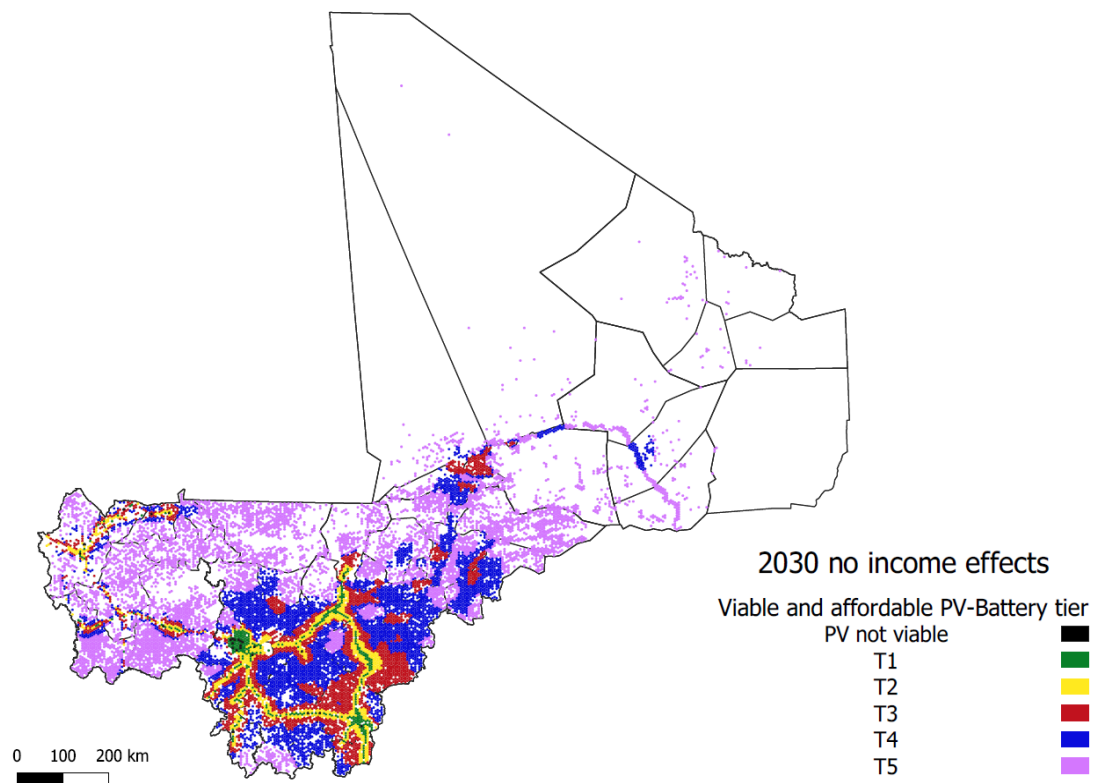 2030 no income effects
Viable and affordable PV-Battery tier
PV not viable
T1
T2
T3
T4
T5
0 100 200 km